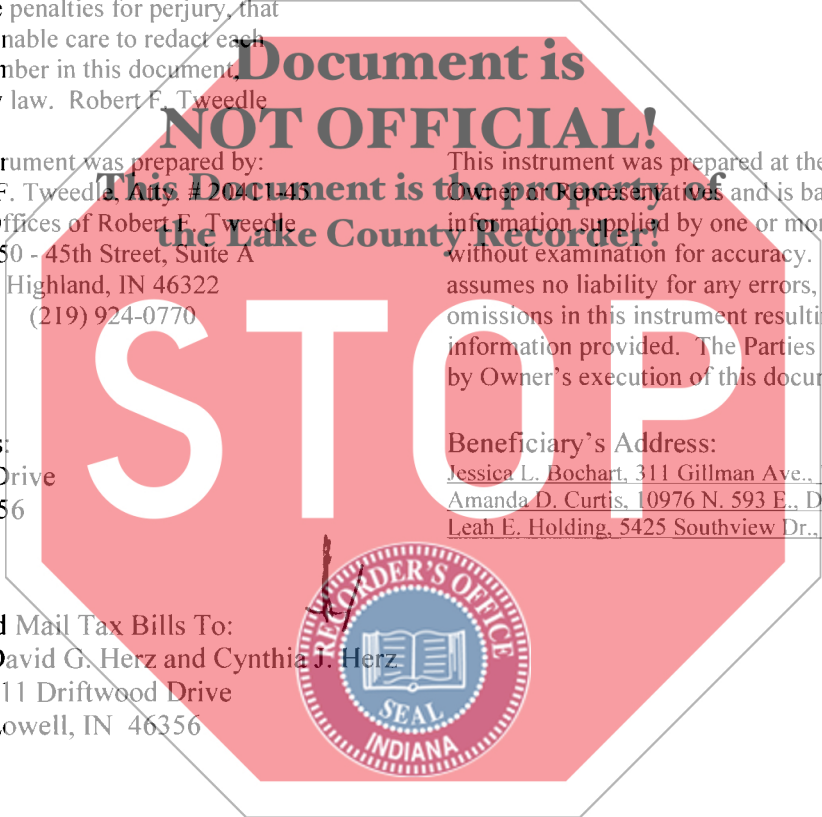 e penalties for perjury, that
nable care to redact each
mber in this document,
law. Robert F. Tweedle
Document is
NOT OFFICIAL!
This Document is the property of
the Lake County Recorder!
STOP
rument was prepared by:
F. Tweedle, Atty. # 20411-45
ffices of Robert F. Tweedle
50 - 45th Street, Suite A
Highland, IN 46322
(219) 924-0770
This instrument was prepared at the
Owner or Representatives and is ba
information supplied by one or mor
without examination for accuracy.
assumes no liability for any errors,
omissions in this instrument resulti
information provided. The Parties
by Owner's execution of this docu
s:
Drive
56
Beneficiary's Address:
Jessica L. Bochart, 311 Gillman Ave.,
Amanda D. Curtis, 10976 N. 593 E., D
Leah E. Holding, 5425 Southview Dr.,
d Mail Tax Bills To:
David G. Herz and Cynthia J. Herz
11 Driftwood Drive
Lowell, IN 46356
RECORDER'S OFFICE
SEAL
INDIANA